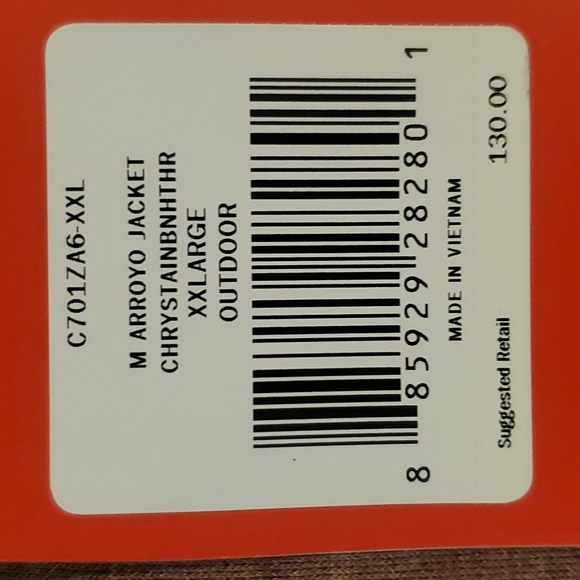 C701ZA6-XXL
M ARROYO JACKET
CHRYSTAINBNHTHR
XXLARGE
OUTDOOR
8 85929 28280 1
MADE IN VIETNAM
Suggested Retail 130.00